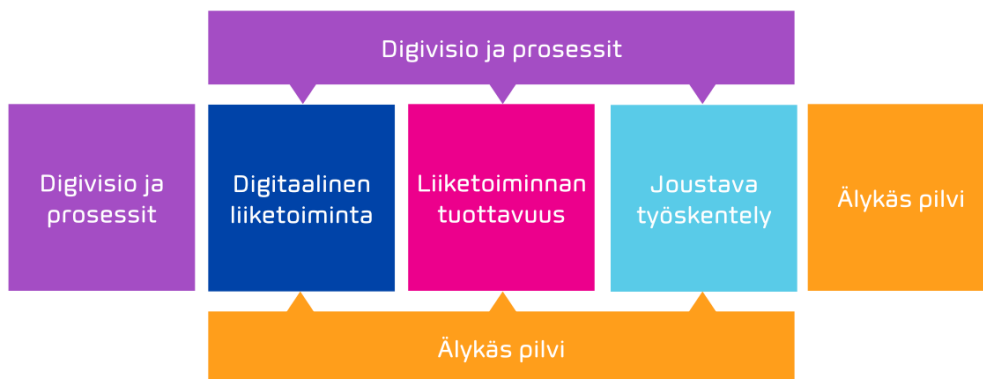 Digivisio ja prosessit
Digivisio ja
prosessit
Digitaalinen
liiketoiminta
Liiketoiminnan
tuottavuus
Joustava
työskentely
Älykäs pilvi
Älykäs pilvi